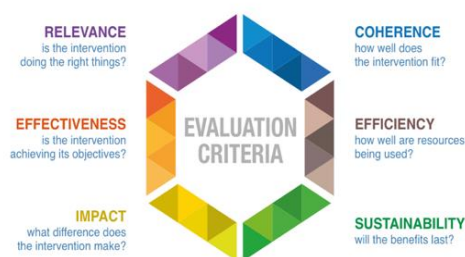 RELEVANCE
is the intervention
doing the right things?
COHERENCE
how well does
the intervention fit?
EFFECTIVENESS
is the intervention
achieving its objectives?
EVALUATION
CRITERIA
EFFICIENCY
how well are resources
being used?
IMPACT
what difference does
the intervention make?
SUSTAINABILITY
will the benefits last?